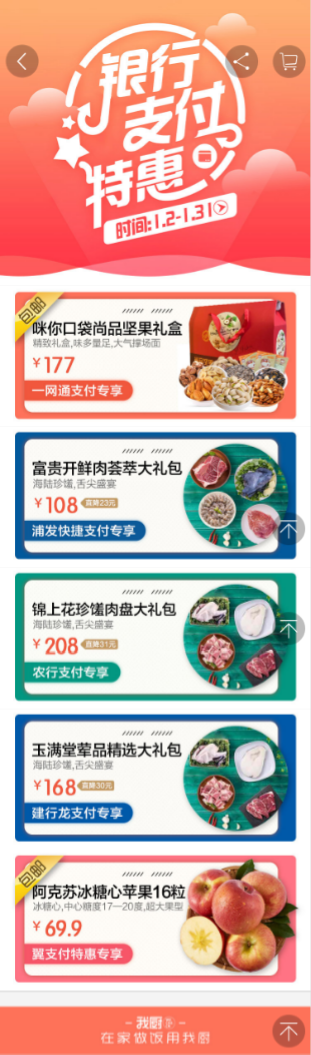 银行
支付
特惠
时间:1.2-1.31
包邮
咪你口袋尚品坚果礼盒
精致礼盒,味多量足,大气撑场面
¥177
一网通支付专享
富贵开鲜肉荟萃大礼包
海陆珍馐,舌尖盛宴
¥108 直降23元
浦发快捷支付专享
锦上花珍馐肉盘大礼包
海陆珍馐,舌尖盛宴
¥208 直降31元
农行支付专享
玉满堂荤品精选大礼包
海陆珍馐,舌尖盛宴
¥168 直降30元
建行龙支付专享
包邮
阿克苏冰糖心苹果16粒
冰糖心,中心糖度17—20度,超大果型
¥69.9
翼支付特惠专享
我厨
在家做饭用我厨